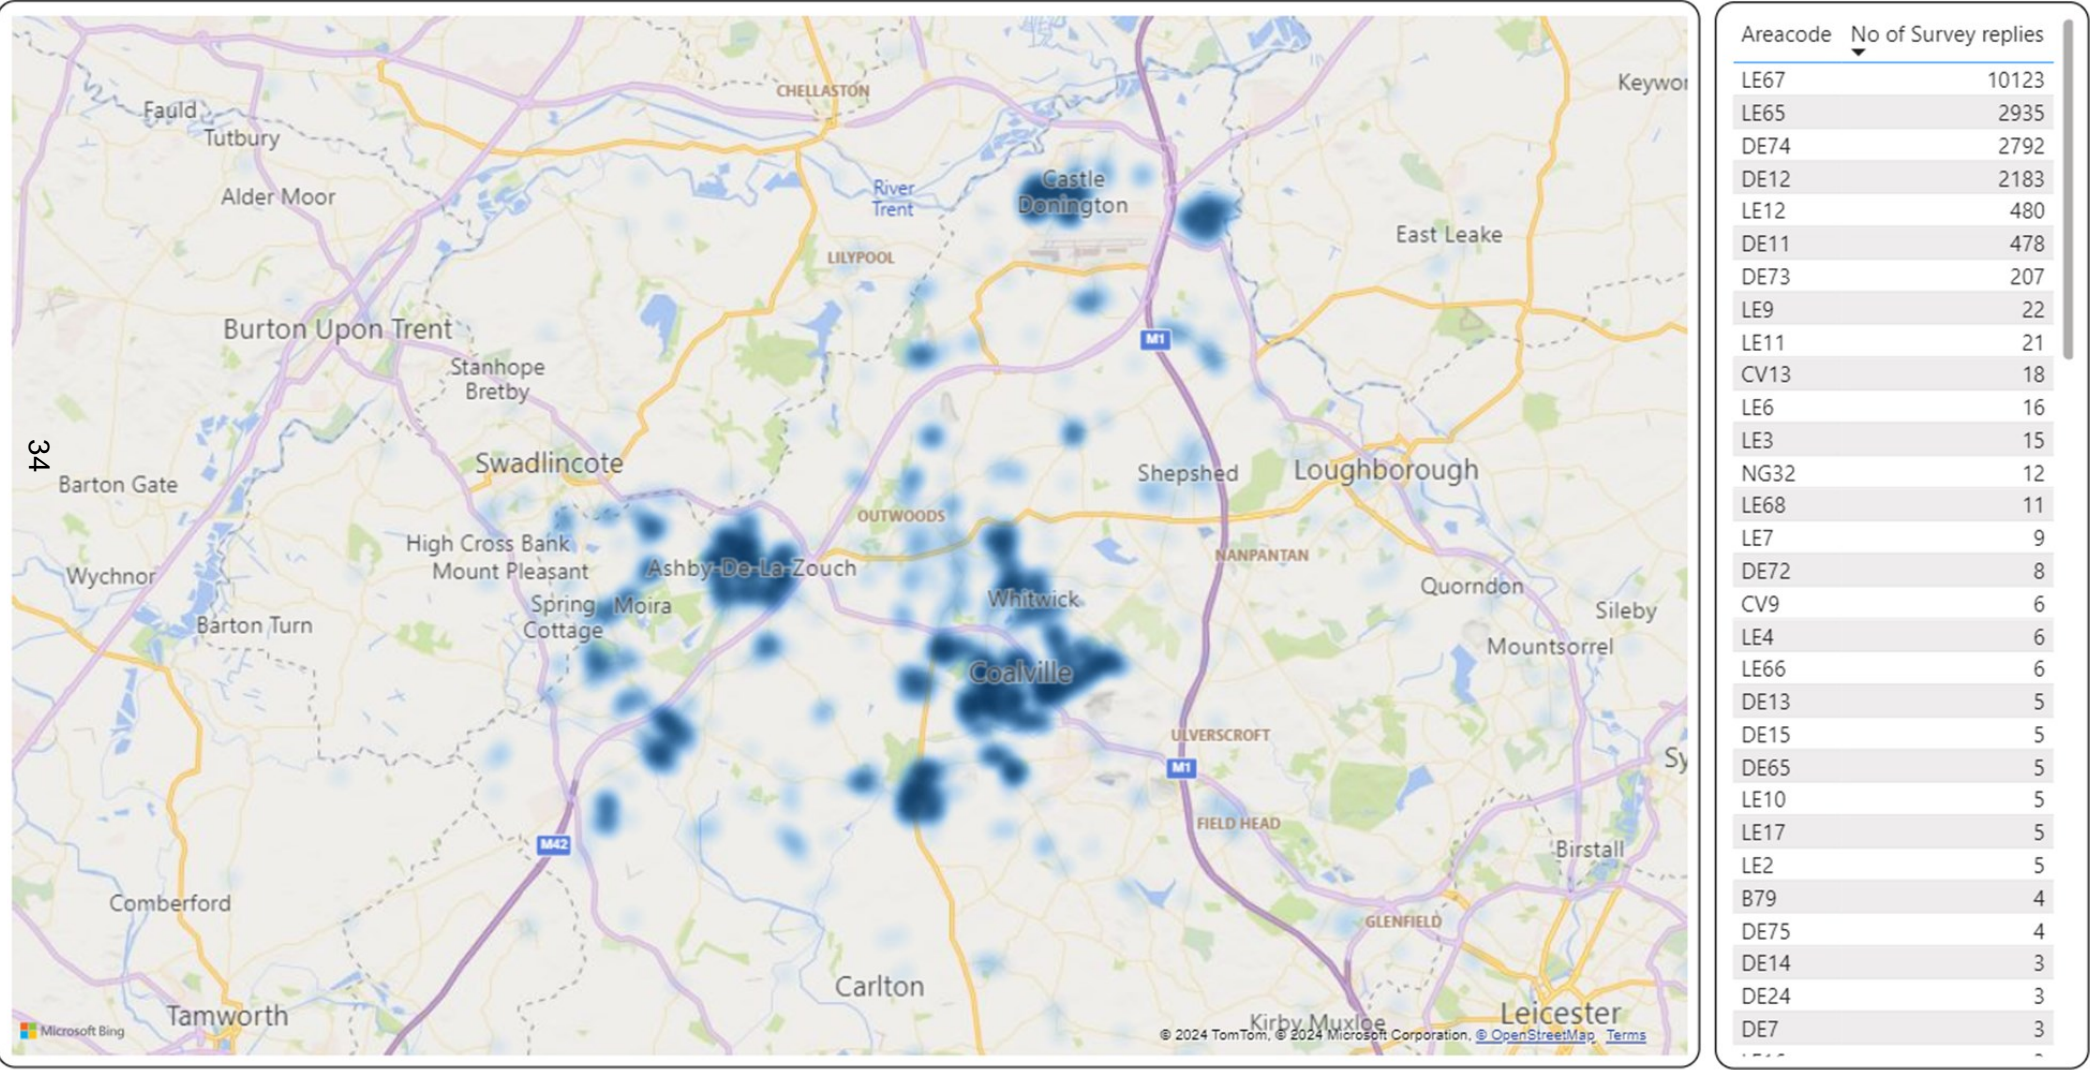 CHELLASTON
Keywor
Fauld
Tutbury
Castle
Donington
Alder Moor
River
Trent
East Leake
LILYPOOL
Burton Upon Trent
M1
Stanhope
Bretby
34
Swadlincote
Shepshed
Loughborough
Barton Gate
OUTWOODS
High Cross Bank
Mount Pleasant
Ashby-De-La-Zouch
NANPANTAN
Wychnor
Quorndon
Spring
Cottage
Moira
Whitwick
Sileby
Barton Turn
Mountsorrel
Coalville
ULVERSCROFT
Sy
M1
FIELD HEAD
M42
Birstall
Comberford
GLENFIELD
Carlton
Tamworth
Leicester
Kirby Muxloe
Microsoft Bing
© 2024 TomTom, © 2024 Microsoft Corporation, © OpenStreetMap Terms
Areacode No of Survey replies
LE67 10123
LE65 2935
DE74 2792
DE12 2183
LE12 480
DE11 478
DE73 207
LE9 22
LE11 21
CV13 18
LE6 16
LE3 15
NG32 12
LE68 11
LE7 9
DE72 8
CV9 6
LE4 6
LE66 6
DE13 5
DE15 5
DE65 5
LE10 5
LE17 5
LE2 5
B79 4
DE75 4
DE14 3
DE24 3
DE7 3